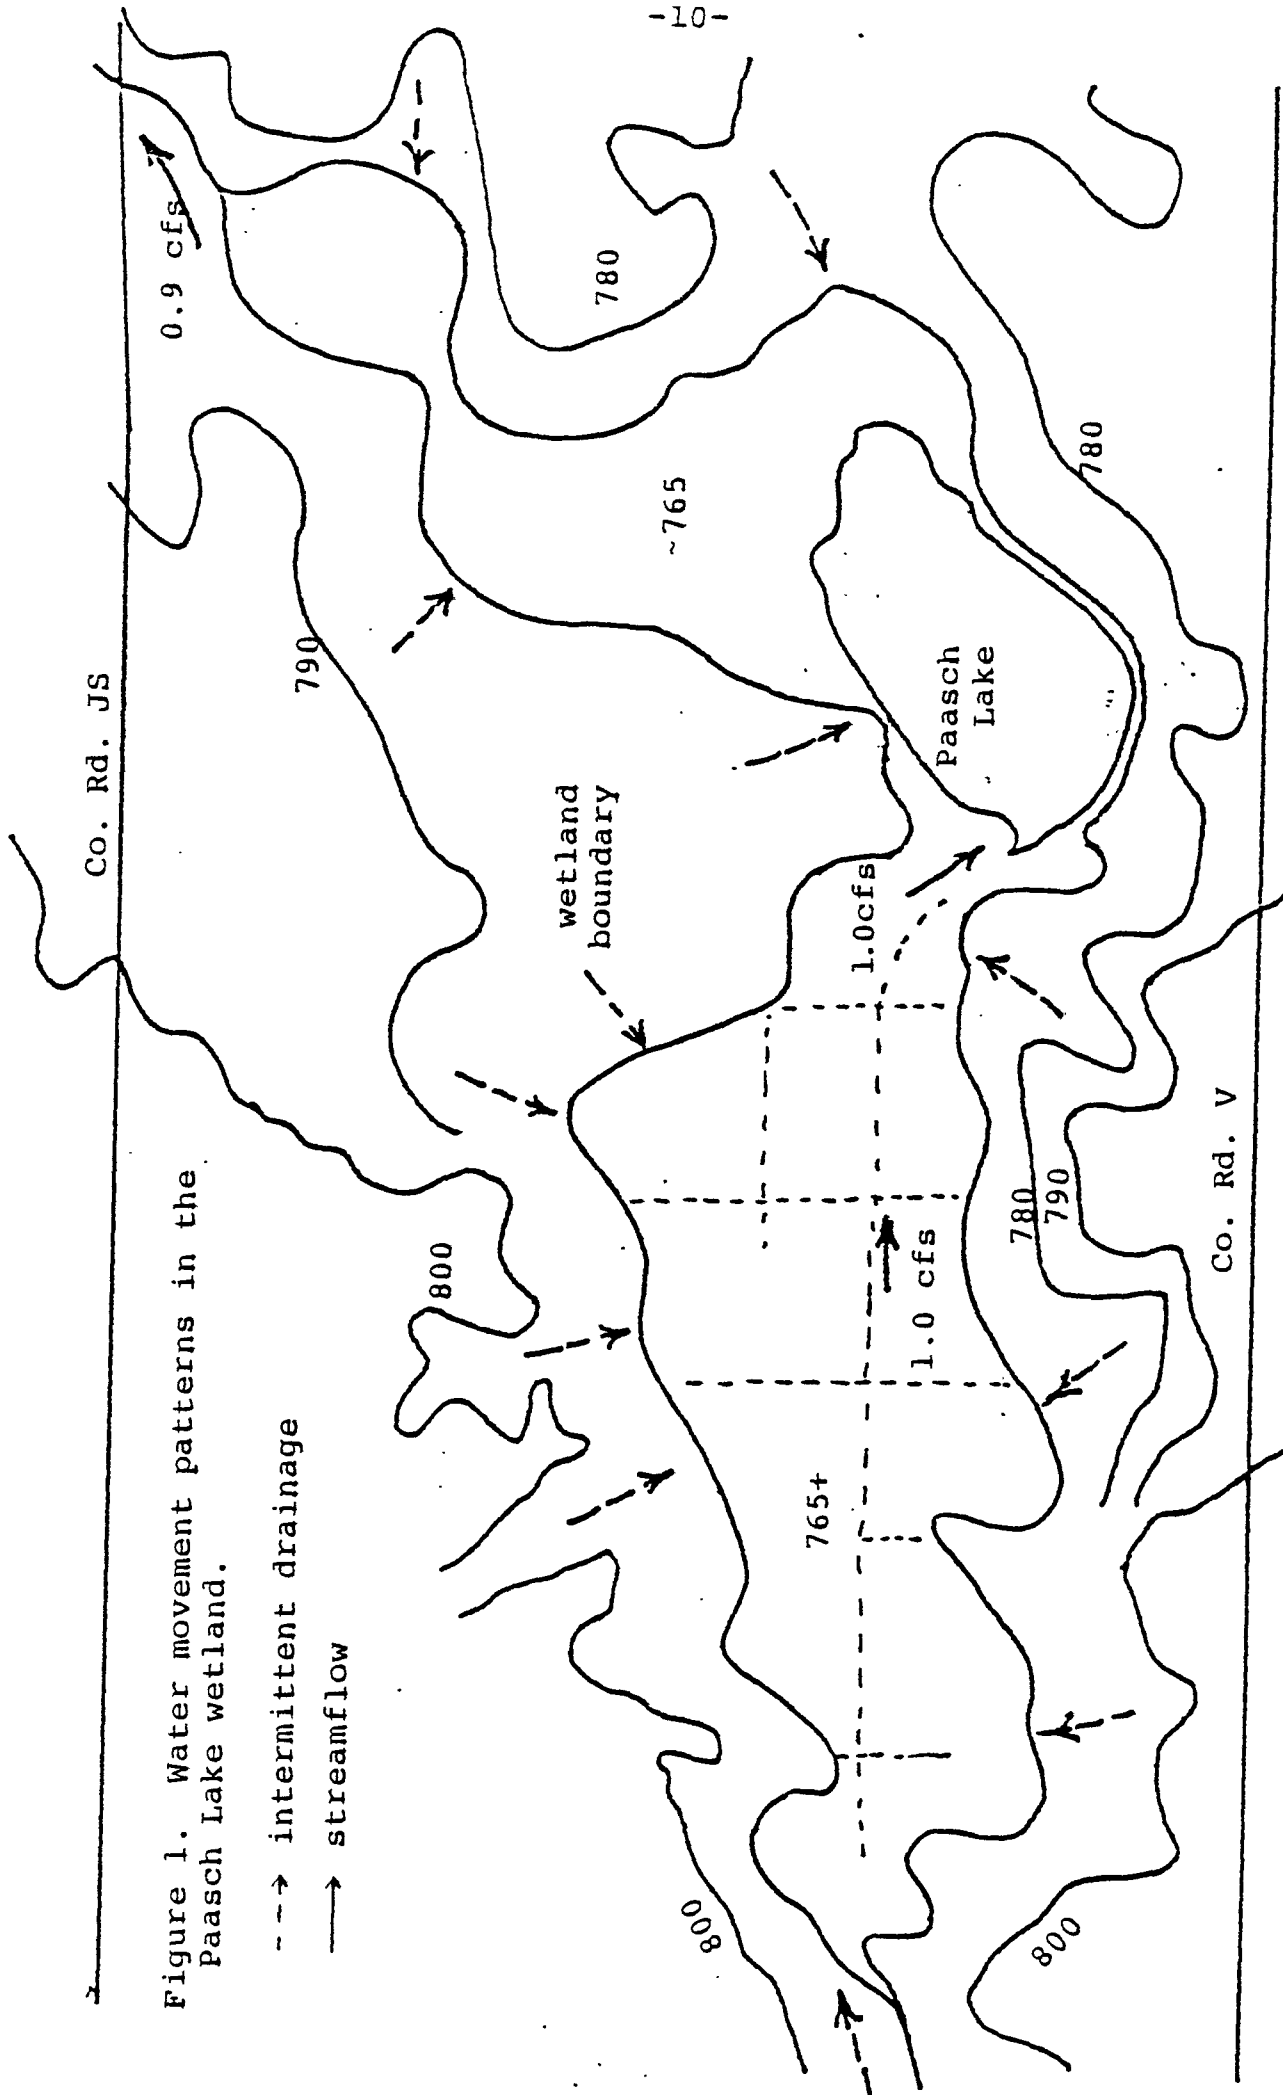 -10-
Figure 1. Water movement patterns in the
Paasch Lake wetland.
- - -→ intermittent drainage
——→ streamflow
Co. Rd. JS
0.9 cfs
790
780
~765
wetland
boundary
Paasch
Lake
780
1.0cfs
800
1.0 cfs
780
790
765+
Co. Rd. V
800
800